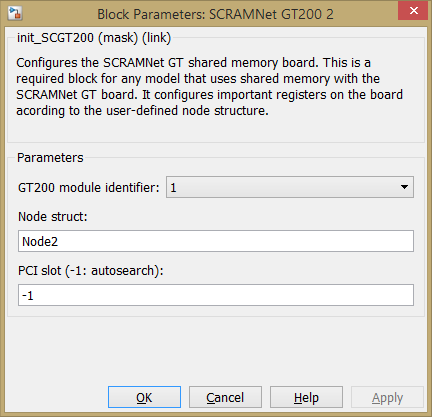 Block Parameters: SCRAMNet GT200 2
init_SCGT200 (mask) (link)
Configures the SCRAMNet GT shared memory board. This is a
required block for any model that uses shared memory with the
SCRAMNet GT board. It configures important registers on the board
acording to the user-defined node structure.
Parameters
GT200 module identifier: 1
Node struct:
Node2
PCI slot (-1: autosearch):
-1
OK Cancel Help Apply